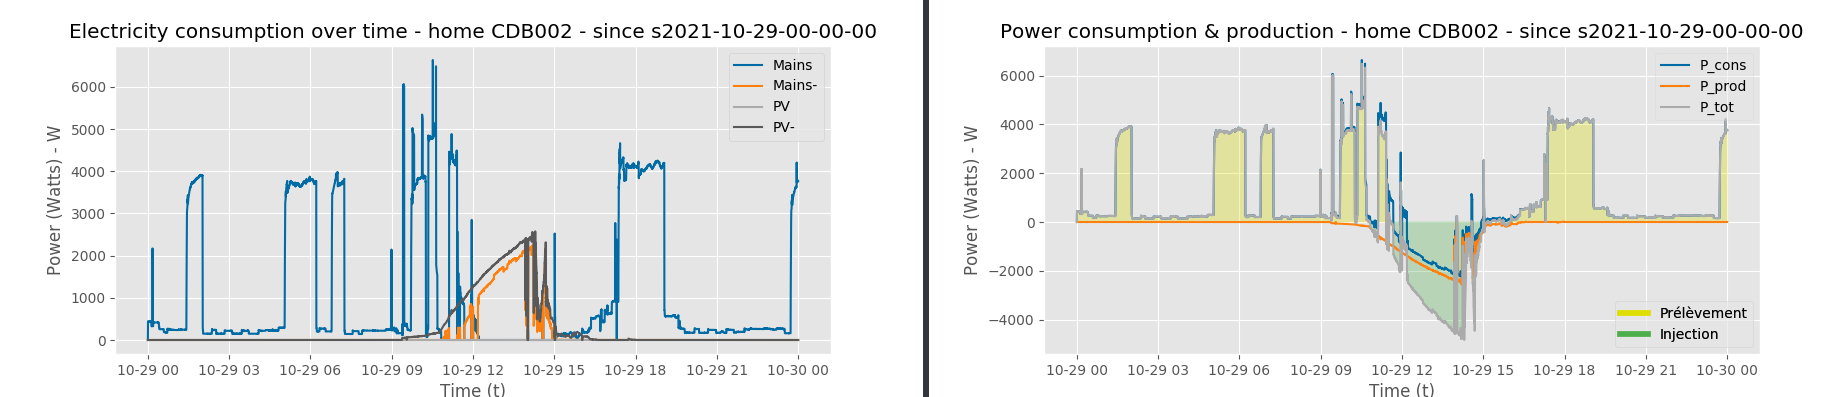 Electricity consumption over time - home CDB002 - since s2021-10-29-00-00-00
Power (Watts) - W
6000
5000
4000
3000
2000
1000
0
Mains
Mains-
PV
PV-
10-29 00 10-29 03 10-29 06 10-29 09 10-29 12 10-29 15 10-29 18 10-29 21 10-30 00
Time (t)
Power consumption & production - home CDB002 - since s2021-10-29-00-00-00
Power (Watts) - W
6000
4000
2000
0
−2000
−4000
P_cons
P_prod
P_tot
Prélèvement
Injection
10-29 00 10-29 03 10-29 06 10-29 09 10-29 12 10-29 15 10-29 18 10-29 21 10-30 00
Time (t)